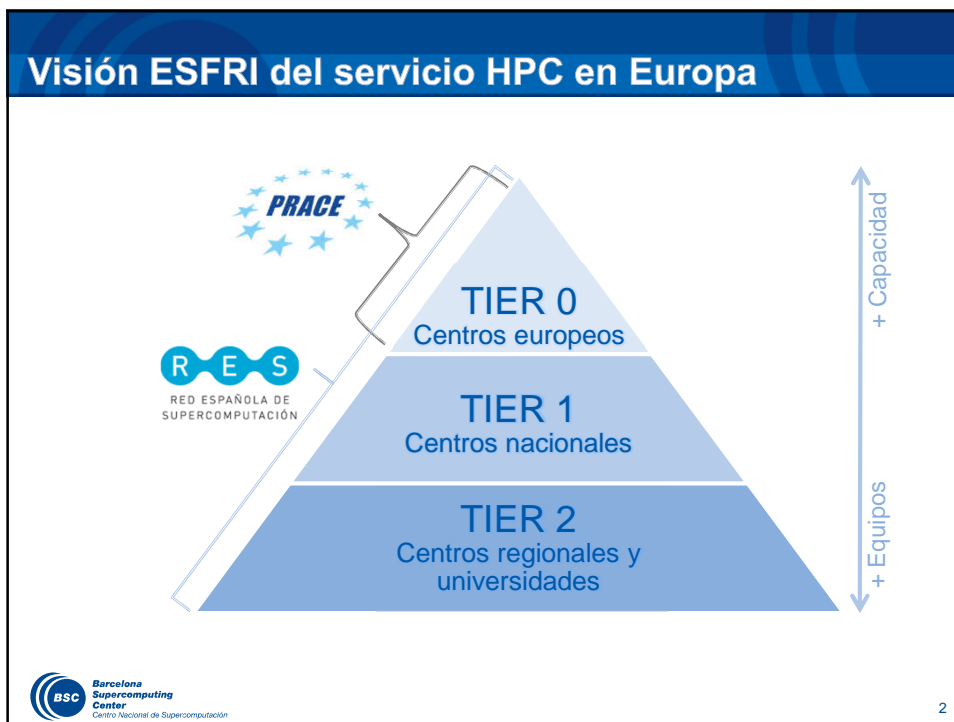 Visión ESFRI del servicio HPC en Europa
PRACE
TIER 0
Centros europeos
+ Capacidad
R E S
RED ESPAÑOLA DE
SUPERCOMPUTACIÓN
TIER 1
Centros nacionales
TIER 2
Centros regionales y
universidades
+ Equipos
BSC
Barcelona
Supercomputing
Center
Centro Nacional de Supercomputación
2